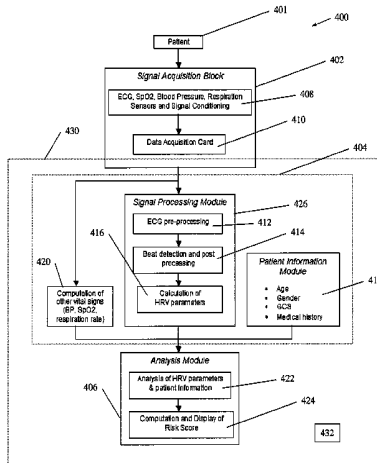 401
400
Patient
Signal Acquisition Block
402
ECG, SpO2, Blood Pressure, Respiration
Sensors and Signal Conditioning
408
410
Data Acquisition Card
430
404
Signal Processing Module
426
ECG pre-processing
412
416
414
Beat detection and post
processing
Patient Information
Module
420
Calculation of
HRV parameters
41
• Age
• Gender
• GCS
• Medical history
Computation of
other vital signs
(BP, SpO2,
respiration rate)
Analysis Module
Analysis of HRV parameters
& patient Information
422
424
406
Computation and Display of
Risk Score
432